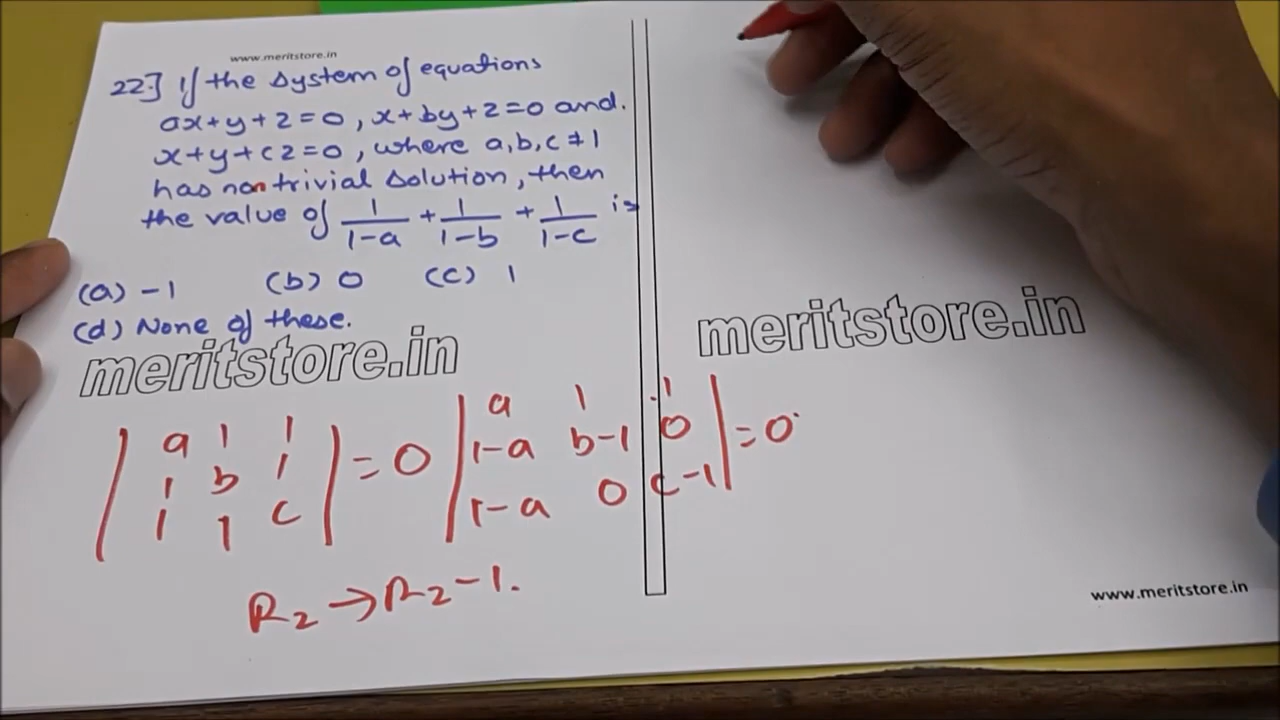 www.meritstore.in
22.] If the system of equations
ax+y+z=0, x+by+z=0 and.
x+y+cz=0, where a,b,c≠1
has non trivial solution, then
the value of 1/1-a + 1/1-b + 1/1-c is
(a) -1 (b) 0 (c) 1
(d) None of these.
meritstore.in
meritstore.in
| a 1 1 | | a 1 1 |
| 1 b 1 | = 0 | 1-a b-1 0 | = 0
| 1 1 c | | 1-a 0 c-1 |
R2 → R2 - 1.
www.meritstore.in